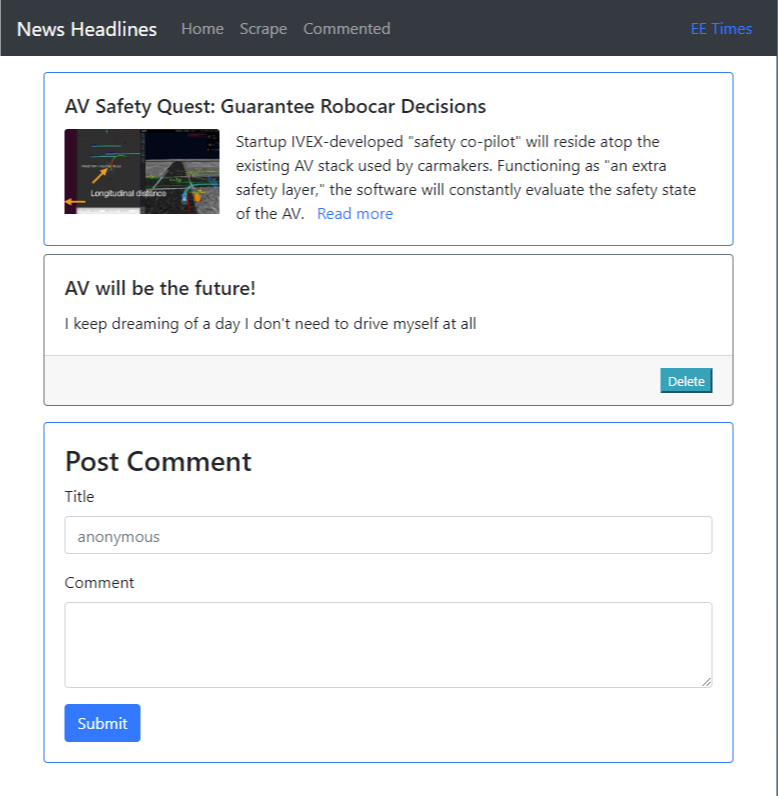 News Headlines Home Scrape Commented EE Times
AV Safety Quest: Guarantee Robocar Decisions
Startup IVEX-developed "safety co-pilot" will reside atop the
existing AV stack used by carmakers. Functioning as "an extra
safety layer," the software will constantly evaluate the safety state
of the AV. Read more
Longitudinal distance
AV will be the future!
I keep dreaming of a day I don't need to drive myself at all
Delete
Post Comment
Title
anonymous
Comment
Submit